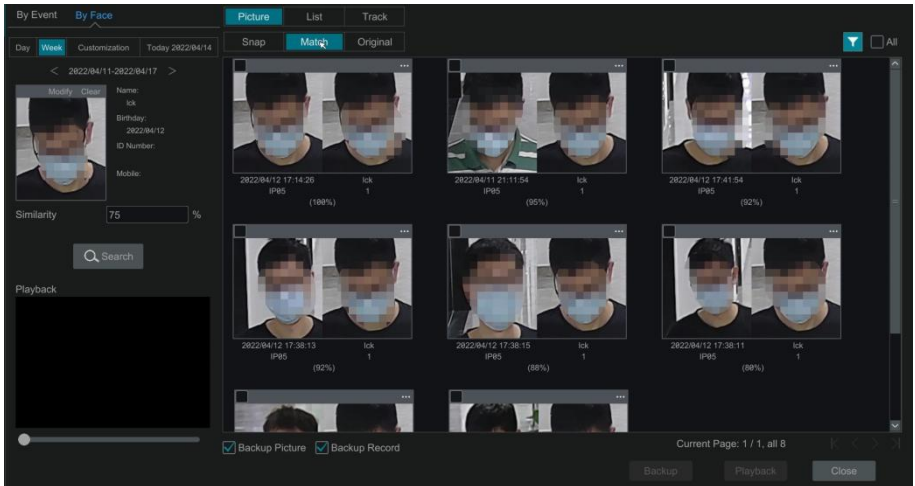 By Event By Face
Day Week Customization Today 2022/04/14
< 2022/04/11-2022/04/17 >
Modify Clear
Name:
lck
Birthday:
2022/04/12
ID Number:
Mobile:
Similarity 75 %
Search
Playback
Picture List Track
Snap Match Original
All
2022/04/12 17:14:26 lck
IP05 1
(100%)
2022/04/11 21:11:54 lck
IP05 1
(95%)
2022/04/12 17:41:54 lck
IP05 1
(92%)
2022/04/12 17:38:13 lck
IP05 1
(92%)
2022/04/12 17:38:15 lck
IP05 1
(88%)
2022/04/12 17:38:11 lck
IP05 1
(80%)
Backup Picture Backup Record
Current Page: 1 / 1, all 8
Backup Playback Close